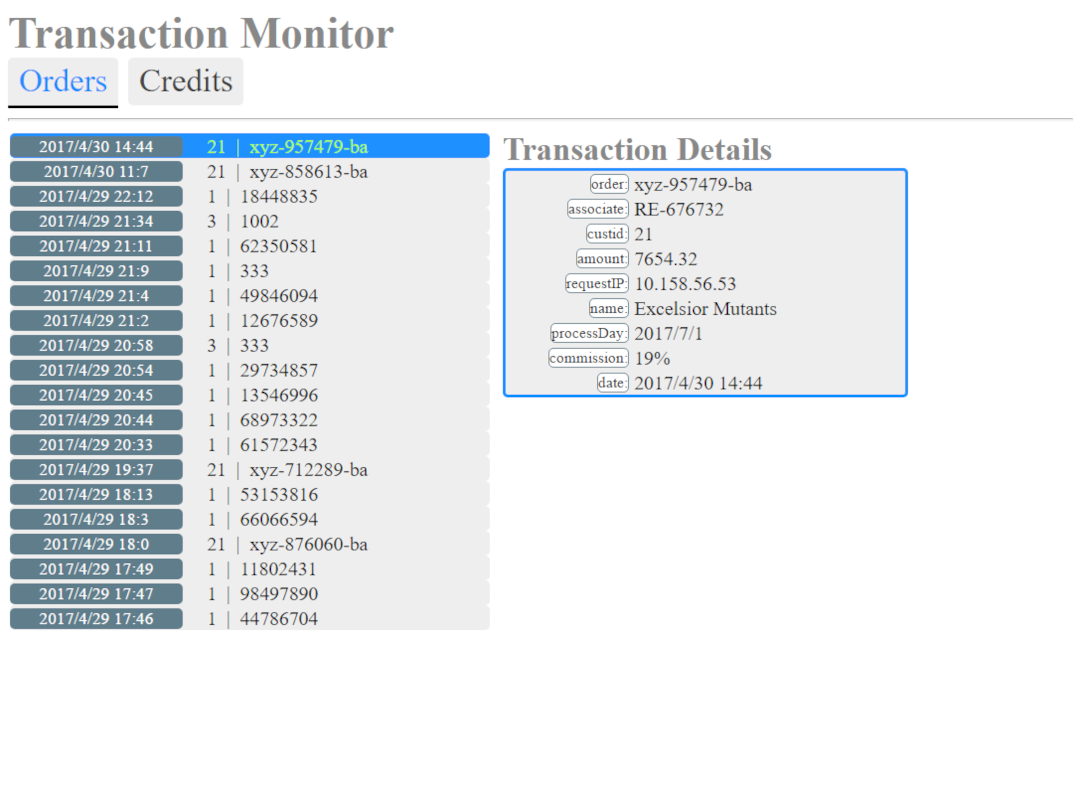 Transaction Monitor
Orders Credits
2017/4/30 14:44 21 | xyz-957479-ba
2017/4/30 11:7 21 | xyz-858613-ba
2017/4/29 22:12 1 | 18448835
2017/4/29 21:34 3 | 1002
2017/4/29 21:11 1 | 62350581
2017/4/29 21:9 1 | 333
2017/4/29 21:4 1 | 49846094
2017/4/29 21:2 1 | 12676589
2017/4/29 20:58 3 | 333
2017/4/29 20:54 1 | 29734857
2017/4/29 20:45 1 | 13546996
2017/4/29 20:44 1 | 68973322
2017/4/29 20:33 1 | 61572343
2017/4/29 19:37 21 | xyz-712289-ba
2017/4/29 18:13 1 | 53153816
2017/4/29 18:3 1 | 66066594
2017/4/29 18:0 21 | xyz-876060-ba
2017/4/29 17:49 1 | 11802431
2017/4/29 17:47 1 | 98497890
2017/4/29 17:46 1 | 44786704
Transaction Details
order: xyz-957479-ba
associate: RE-676732
custid: 21
amount: 7654.32
requestIP: 10.158.56.53
name: Excelsior Mutants
processDay: 2017/7/1
commission: 19%
date: 2017/4/30 14:44